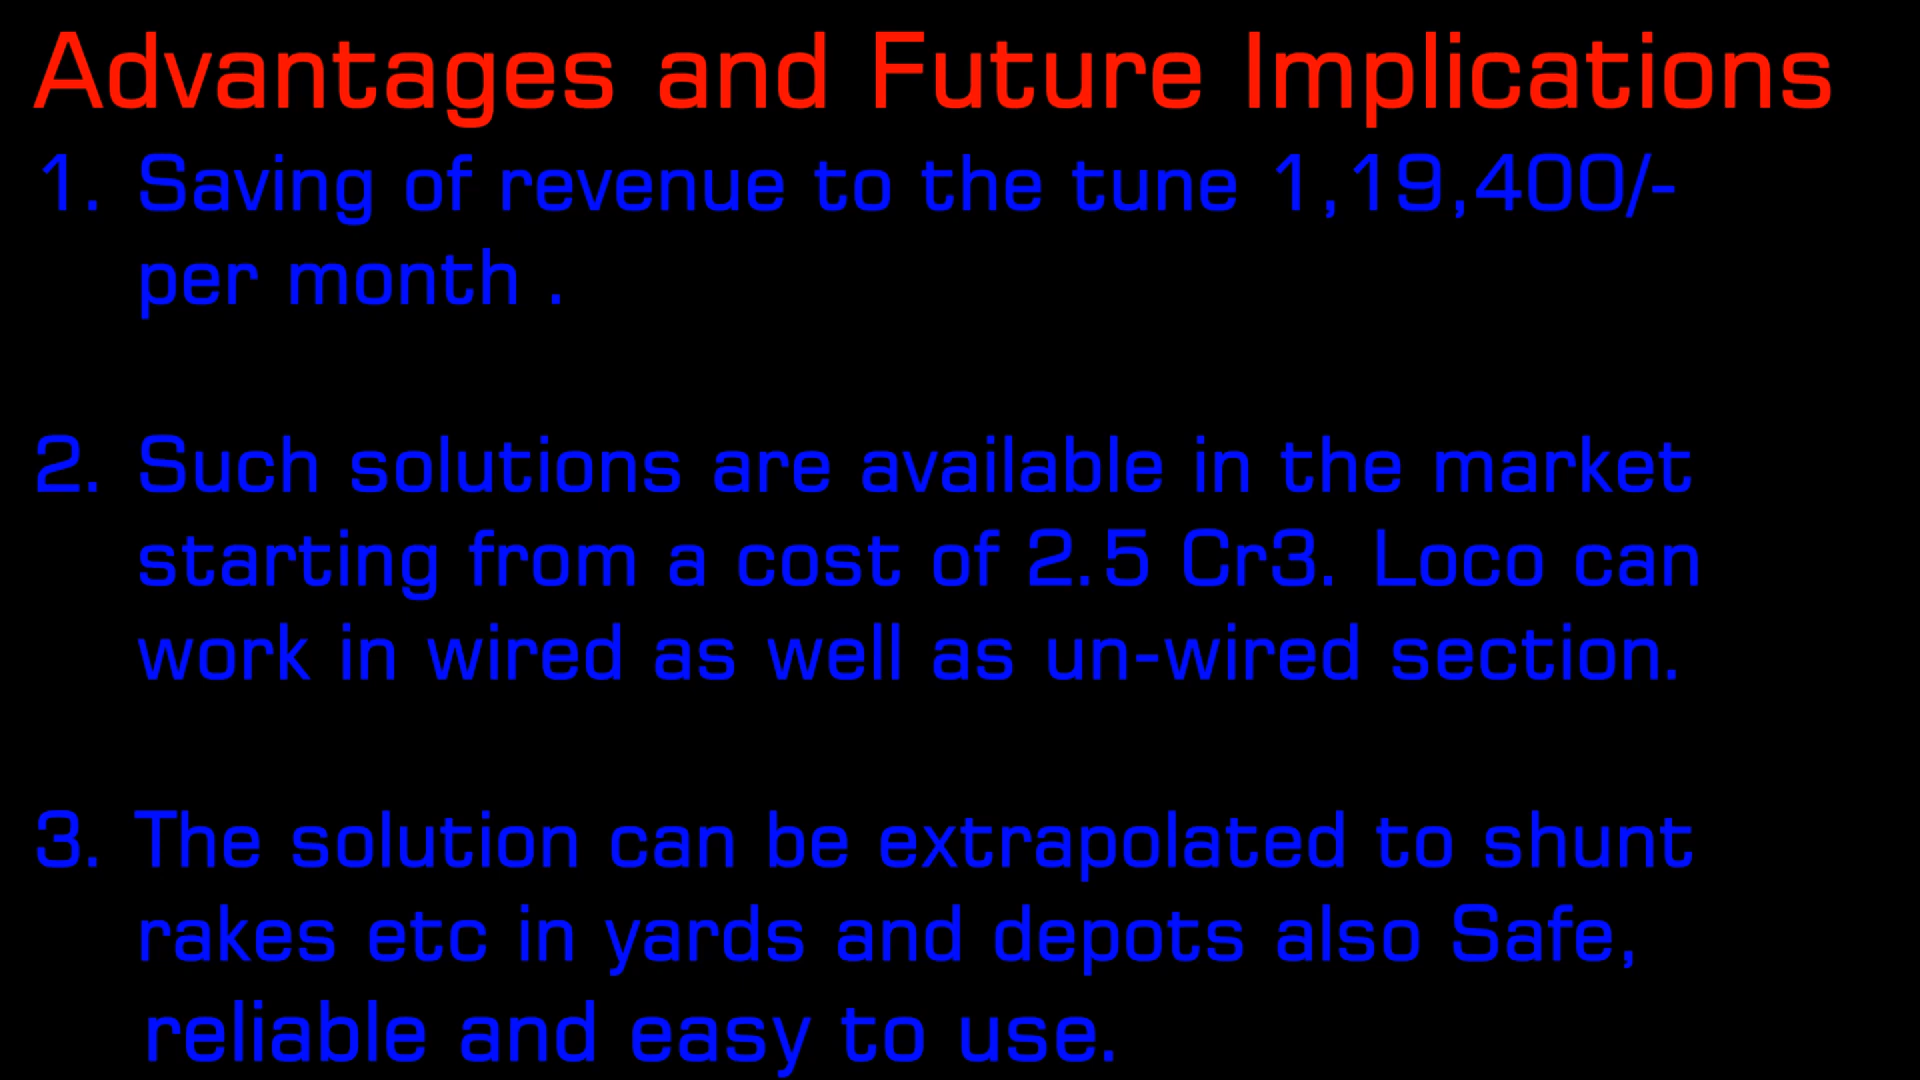 Advantages and Future Implications
1. Saving of revenue to the tune 1,19,400/-
per month .
2. Such solutions are available in the market
starting from a cost of 2.5 Cr3. Loco can
work in wired as well as un-wired section.
3. The solution can be extrapolated to shunt
rakes etc in yards and depots also Safe,
reliable and easy to use.